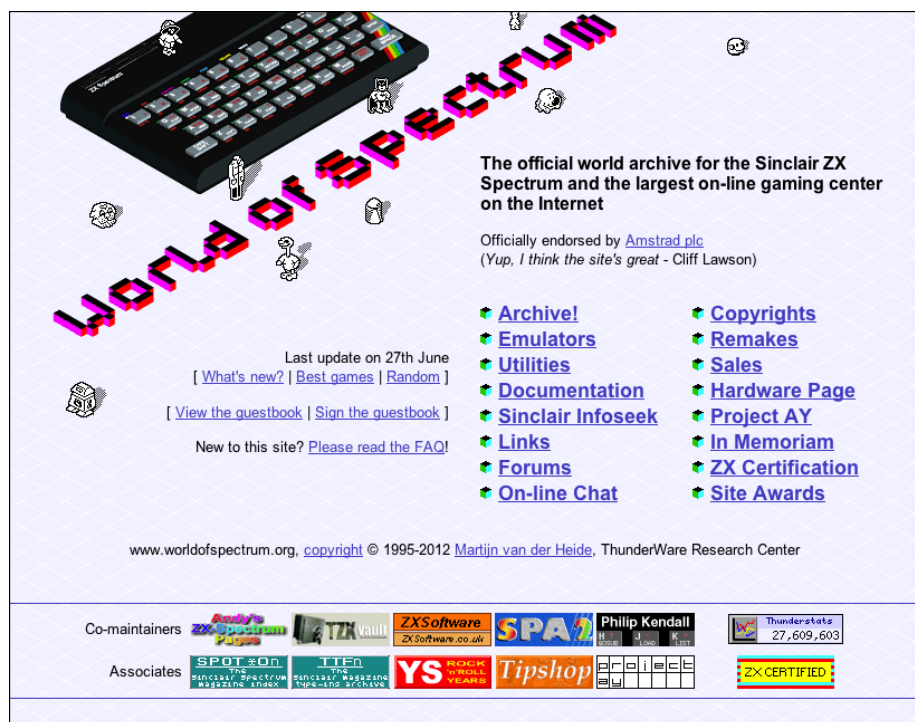 ZX Spectrum
World of Spectrum
The official world archive for the Sinclair ZX
Spectrum and the largest on-line gaming center
on the Internet
Officially endorsed by Amstrad plc
(Yup, I think the site's great - Cliff Lawson)
Last update on 27th June
[ What's new? | Best games | Random ]
[ View the guestbook | Sign the guestbook ]
New to this site? Please read the FAQ!
Archive!
Emulators
Utilities
Documentation
Sinclair Infoseek
Links
Forums
On-line Chat
Copyrights
Remakes
Sales
Hardware Page
Project AY
In Memoriam
ZX Certification
Site Awards
www.worldofspectrum.org, copyright © 1995-2012 Martijn van der Heide, ThunderWare Research Center
Co-maintainers
Andy's
ZX-Spectrum
Pages
TZX vault
ZXSoftware
ZXSoftware.co.uk
SPA2
Philip Kendall
H J K
GOSUB LOAD LIST
Thunderstats
27,609,603
Associates
SPOT*On
The
sinclair spectrum
magazine index
TTFn
The
sinclair magazine
type-ins archive
YS ROCK
'n'ROLL
YEARS
Tipshop
project
ay
ZX CERTIFIED